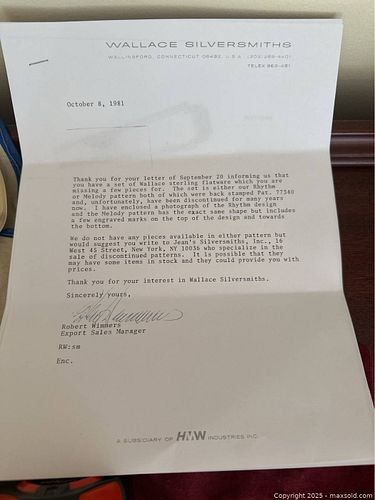 WALLACE SILVERSMITHS
WALLINGFORD, CONNECTICUT 06492, U.S.A. (203) 269-4401
TELEX 963-451
October 8, 1981
Thank you for your letter of September 20 informing us that
you have a set of Wallace sterling flatware which you are
missing a few pieces for. The set is either our Rhythm
or Melody pattern both of which were back stamped Pat. 77340
and, unfortunately, have been discontinued for many years
now. I have enclosed a photograph of the Rhythm design
and the Melody pattern has the exact same shape but includes
a few engraved marks on the top of the design and towards
the bottom.
We do not have any pieces available in either pattern but
would suggest you write to Jean's Silversmiths, Inc., 16
West 45 Street, New York, NY 10036 who specialize in the
sale of discontinued patterns. It is possible that they
may have some items in stock and they could provide you with
prices.
Thank you for your interest in Wallace Silversmiths.
Sincerely yours,
Robert Wimmers
Export Sales Manager
RW:sm
Enc.
A SUBSIDIARY OF HMW INDUSTRIES INC.
Copyright © 2025 - maxsold.com